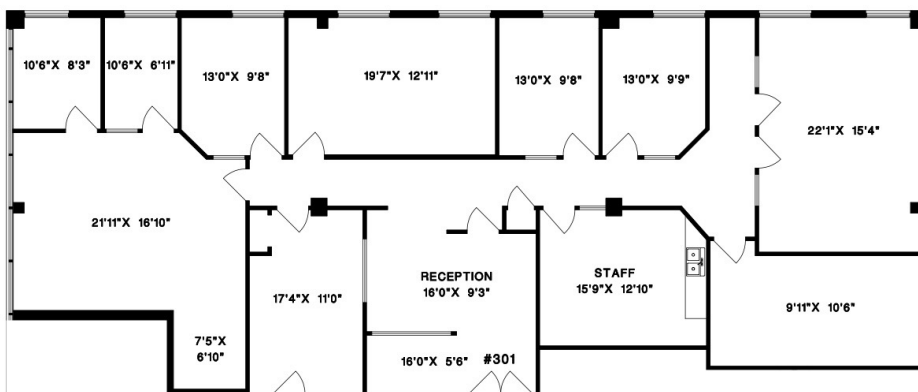 10'6"X 8'3"
10'6"X 6'11"
13'0"X 9'8"
19'7"X 12'11"
13'0"X 9'8"
13'0"X 9'9"
22'1"X 15'4"
21'11"X 16'10"
RECEPTION
16'0"X 9'3"
STAFF
15'9"X 12'10"
17'4"X 11'0"
9'11"X 10'6"
7'5"X
6'10"
16'0"X 5'6"
#301